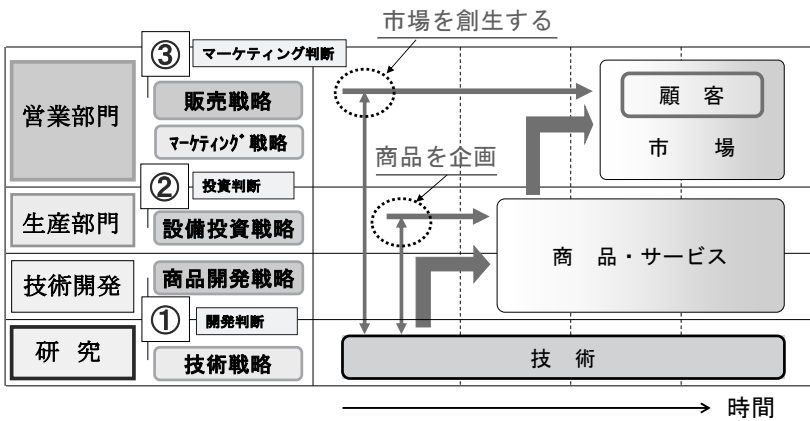 市場を創生する
③ マーケティング判断
営業部門
販売戦略
マーケティング戦略
顧 客
市 場
商品を企画
② 投資判断
生産部門
設備投資戦略
商 品・サービス
技術開発
商品開発戦略
① 開発判断
研 究
技術戦略
技 術
時間